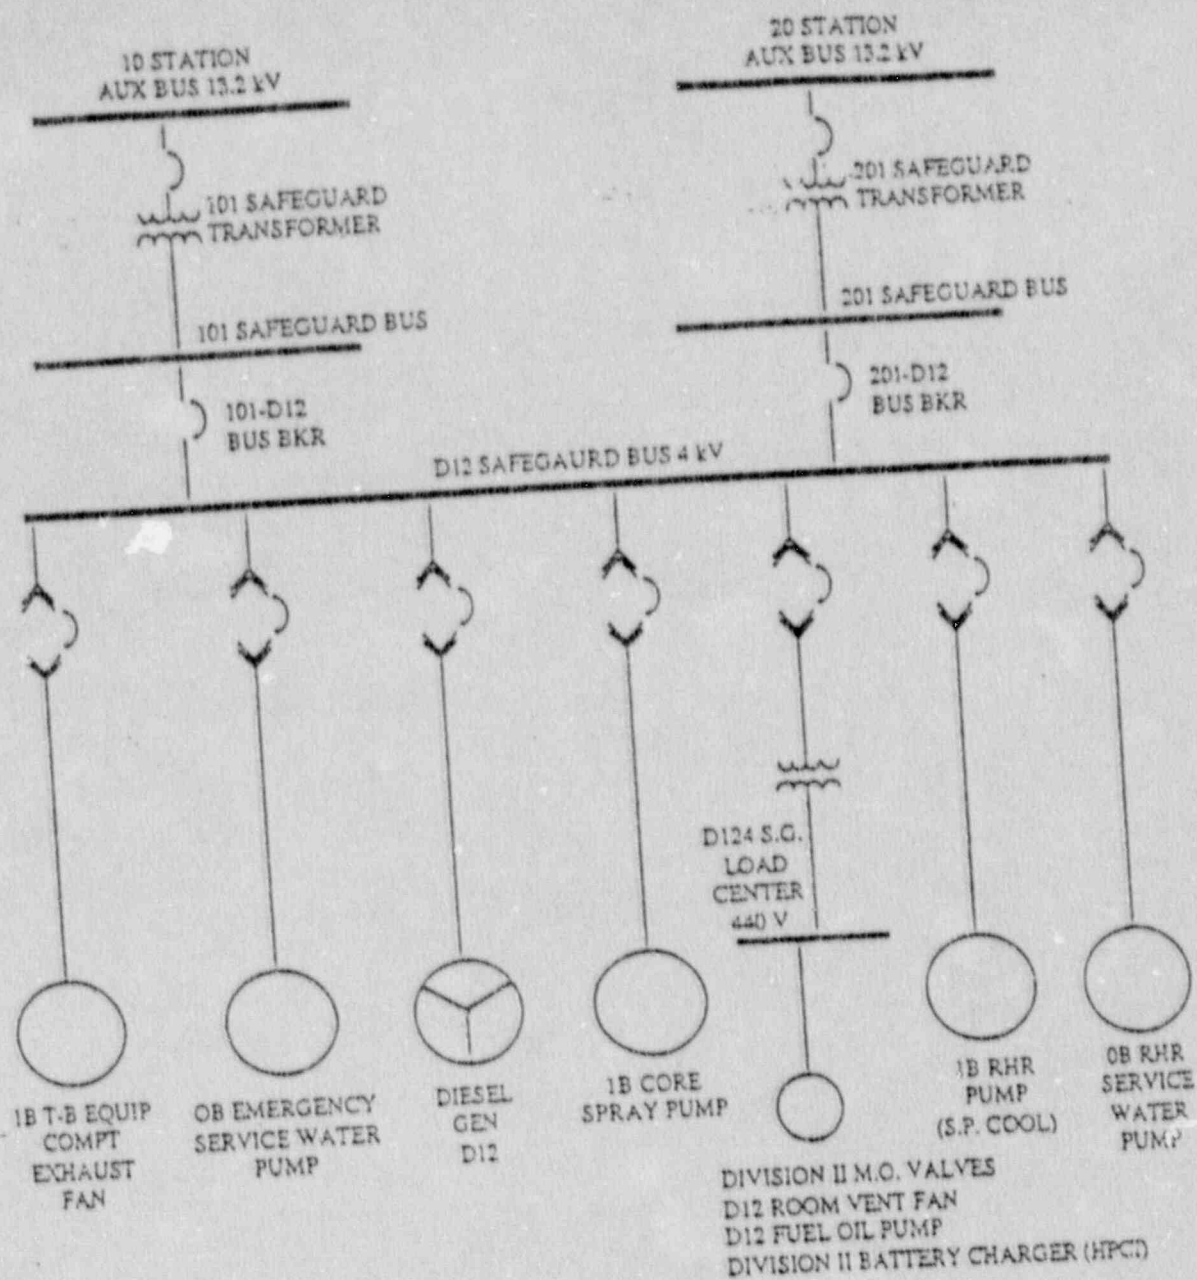 10 STATION
AUX BUS 13.2 kV
20 STATION
AUX BUS 13.2 kV
101 SAFEGUARD
TRANSFORMER
201 SAFEGUARD
TRANSFORMER
101 SAFEGUARD BUS
201 SAFEGUARD BUS
101-D12
BUS BKR
201-D12
BUS BKR
D12 SAFEGAURD BUS 4 kV
D124 S.G.
LOAD
CENTER
440 V
1B T-B EQUIP
COMPT
EXHAUST
FAN
OB EMERGENCY
SERVICE WATER
PUMP
DIESEL
GEN
D12
1B CORE
SPRAY PUMP
1B RHR
PUMP
(S.P. COOL)
0B RHR
SERVICE
WATER
PUMP
DIVISION II M.O. VALVES
D12 ROOM VENT FAN
D12 FUEL OIL PUMP
DIVISION II BATTERY CHARGER (HPCI)